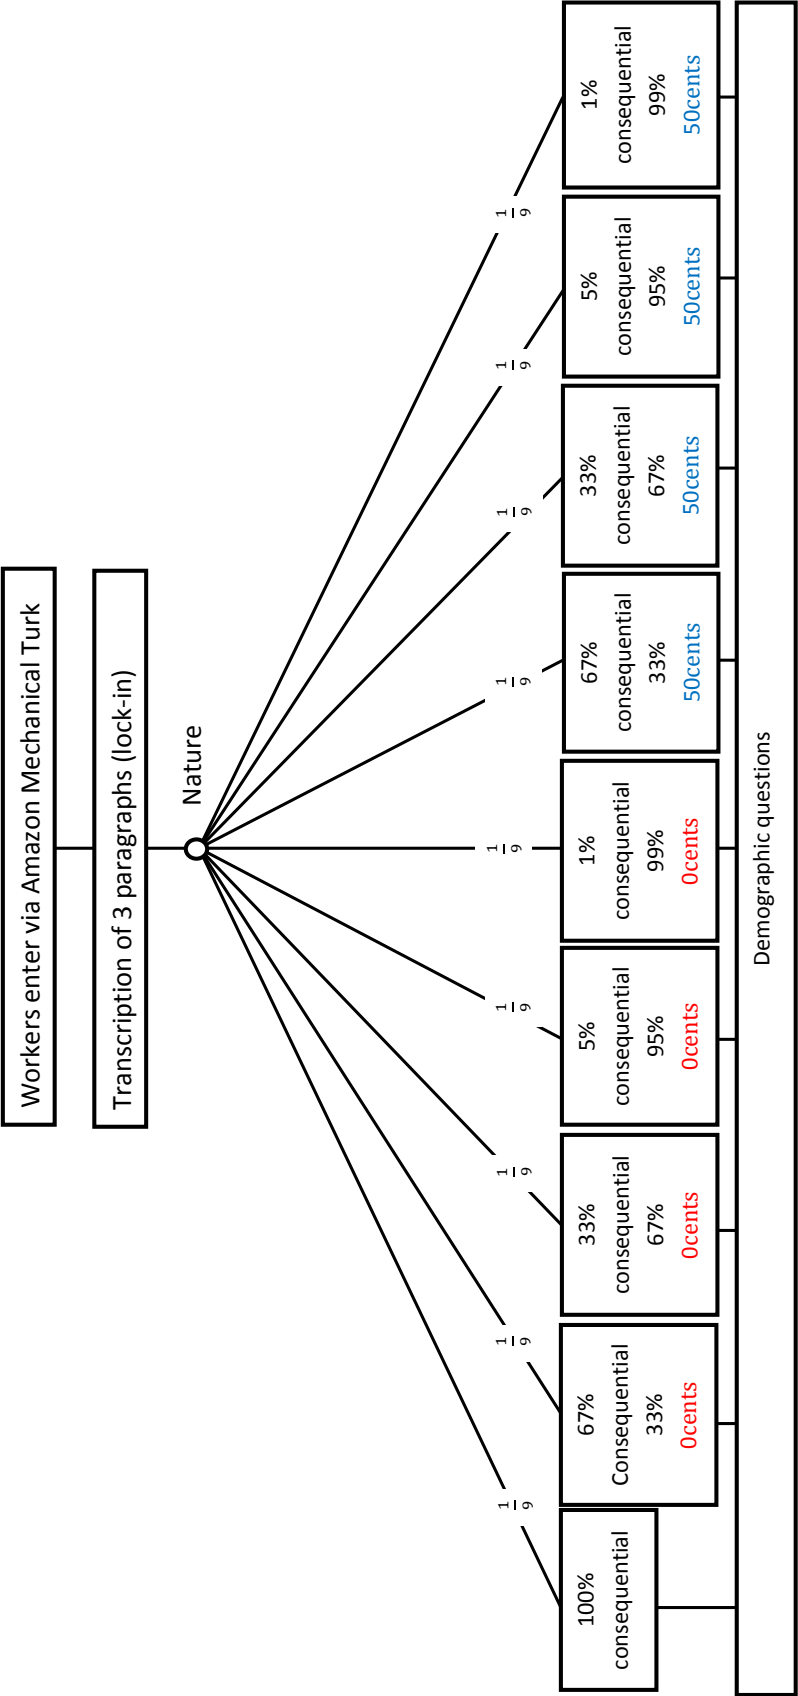 Workers enter via Amazon Mechanical Turk
Transcription of 3 paragraphs (lock-in)
Nature
1
9
1
9
1
9
1
9
1
9
1
9
1
9
1
9
1
9
100%
consequential
67%
Consequential
33%
0cents
33%
consequential
67%
0cents
5%
consequential
95%
0cents
1%
consequential
99%
0cents
67%
consequential
33%
50cents
33%
consequential
67%
50cents
5%
consequential
95%
50cents
1%
consequential
99%
50cents
Demographic questions